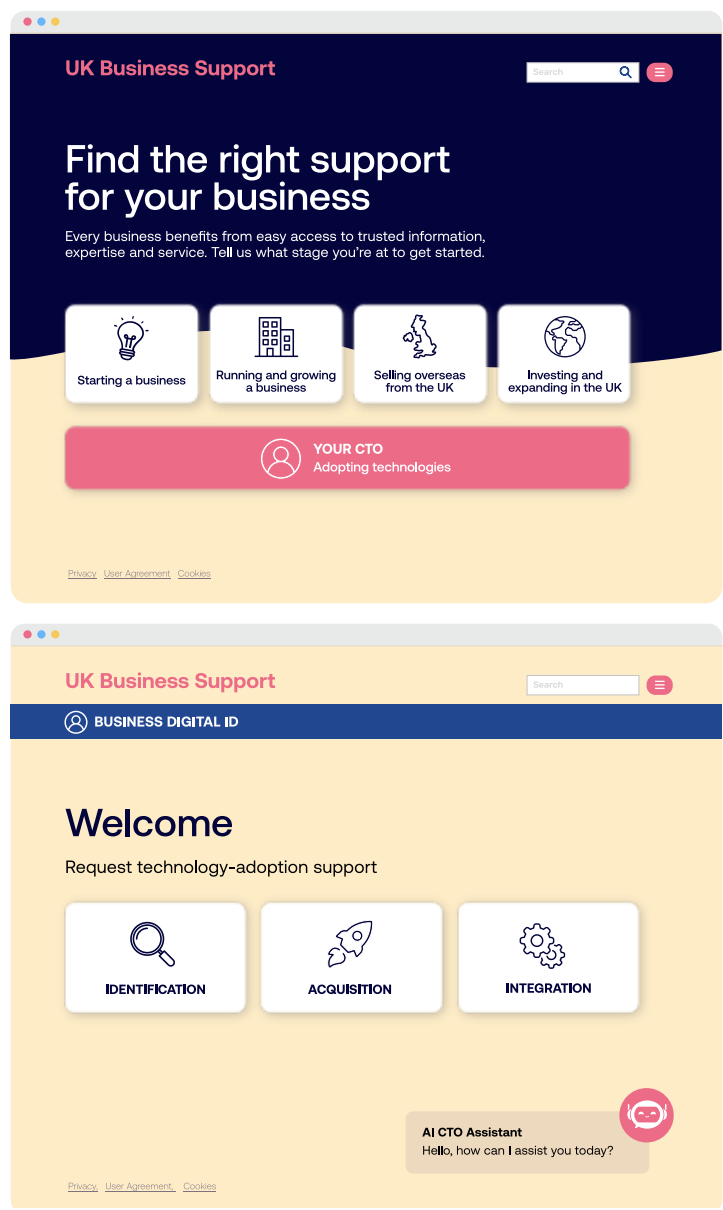 UK Business Support
Search
Find the right support
for your business
Every business benefits from easy access to trusted information,
expertise and service. Tell us what stage you're at to get started.
Starting a business
Running and growing
a business
Selling overseas
from the UK
Investing and
expanding in the UK
YOUR CTO
Adopting technologies
Privacy User Agreement Cookies
UK Business Support
Search
BUSINESS DIGITAL ID
Welcome
Request technology-adoption support
IDENTIFICATION
ACQUISITION
INTEGRATION
AI CTO Assistant
Hello, how can I assist you today?
Privacy, User Agreement, Cookies